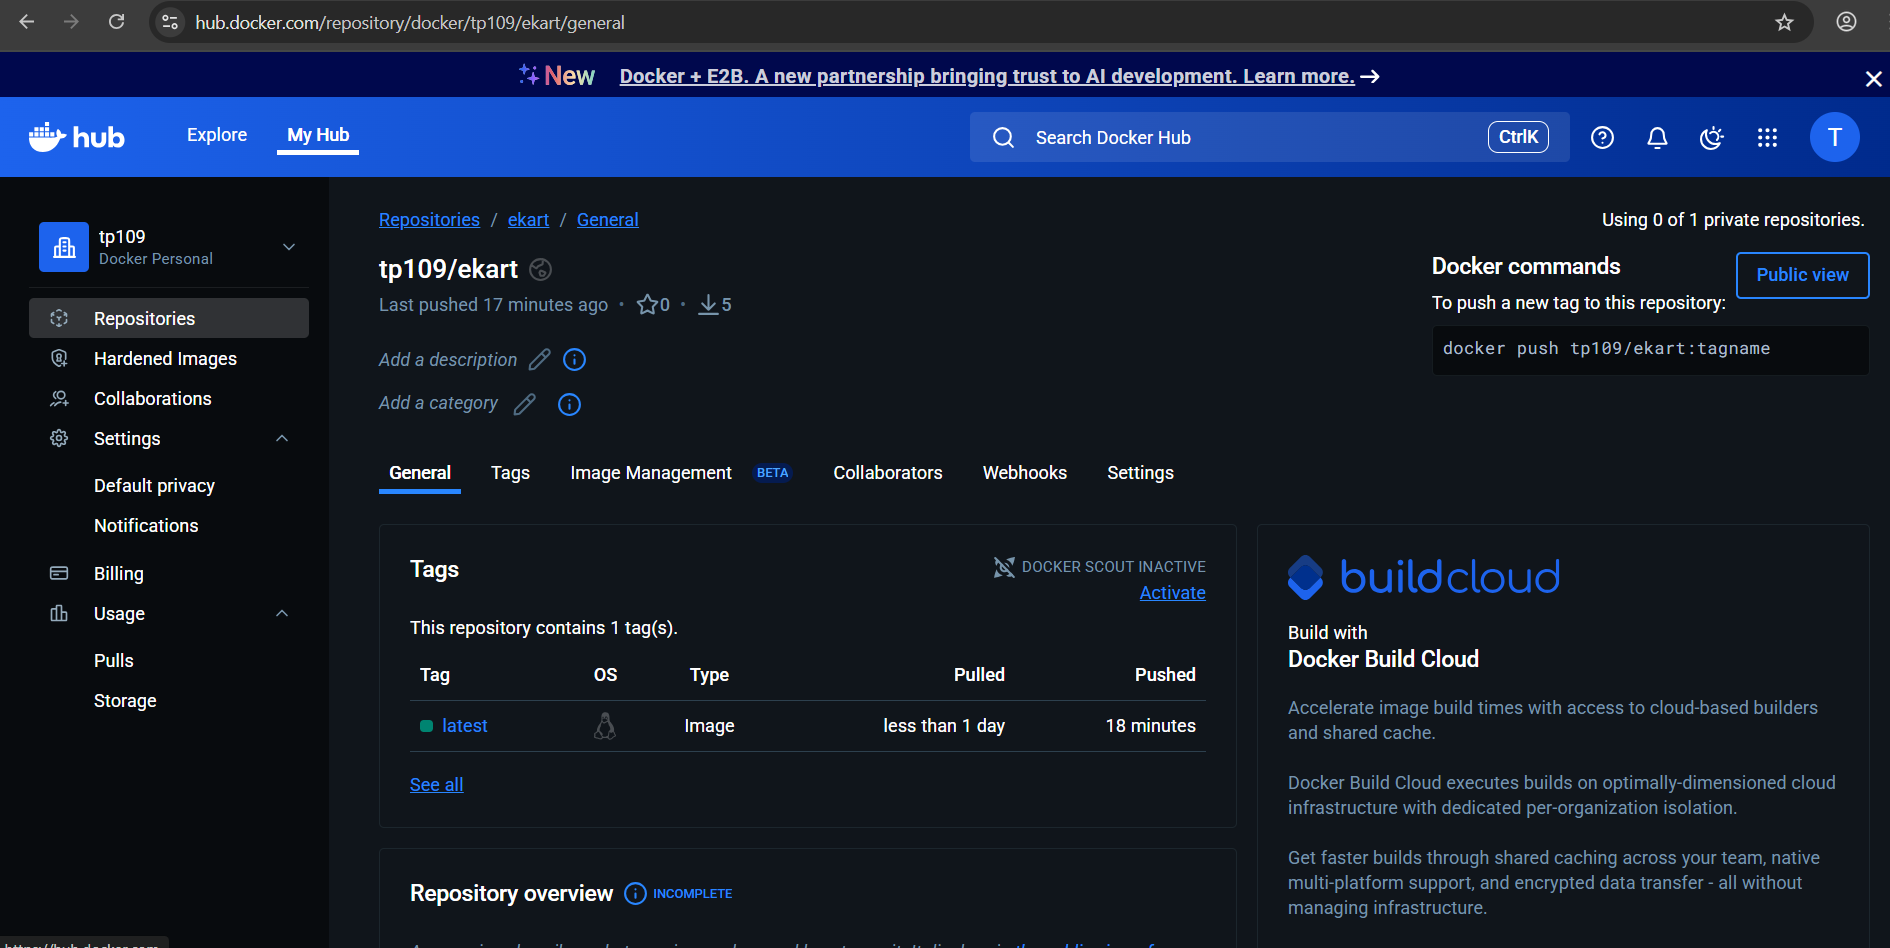 hub.docker.com/repository/docker/tp109/ekart/general
New Docker + E2B. A new partnership bringing trust to AI development. Learn more.
hub
Explore
My Hub
Search Docker Hub
CtrlK
T
tp109
Docker Personal
Repositories
Hardened Images
Collaborations
Settings
Default privacy
Notifications
Billing
Usage
Pulls
Storage
Repositories / ekart / General
Using 0 of 1 private repositories.
tp109/ekart
Last pushed 17 minutes ago · 0 · 5
Add a description
Add a category
Docker commands
Public view
To push a new tag to this repository:
docker push tp109/ekart:tagname
General
Tags
Image Management BETA
Collaborators
Webhooks
Settings
Tags
DOCKER SCOUT INACTIVE
Activate
This repository contains 1 tag(s).
Tag OS Type Pulled Pushed
latest Image less than 1 day 18 minutes
See all
Repository overview INCOMPLETE
buildcloud
Build with
Docker Build Cloud
Accelerate image build times with access to cloud-based builders
and shared cache.
Docker Build Cloud executes builds on optimally-dimensioned cloud
infrastructure with dedicated per-organization isolation.
Get faster builds through shared caching across your team, native
multi-platform support, and encrypted data transfer - all without
managing infrastructure.